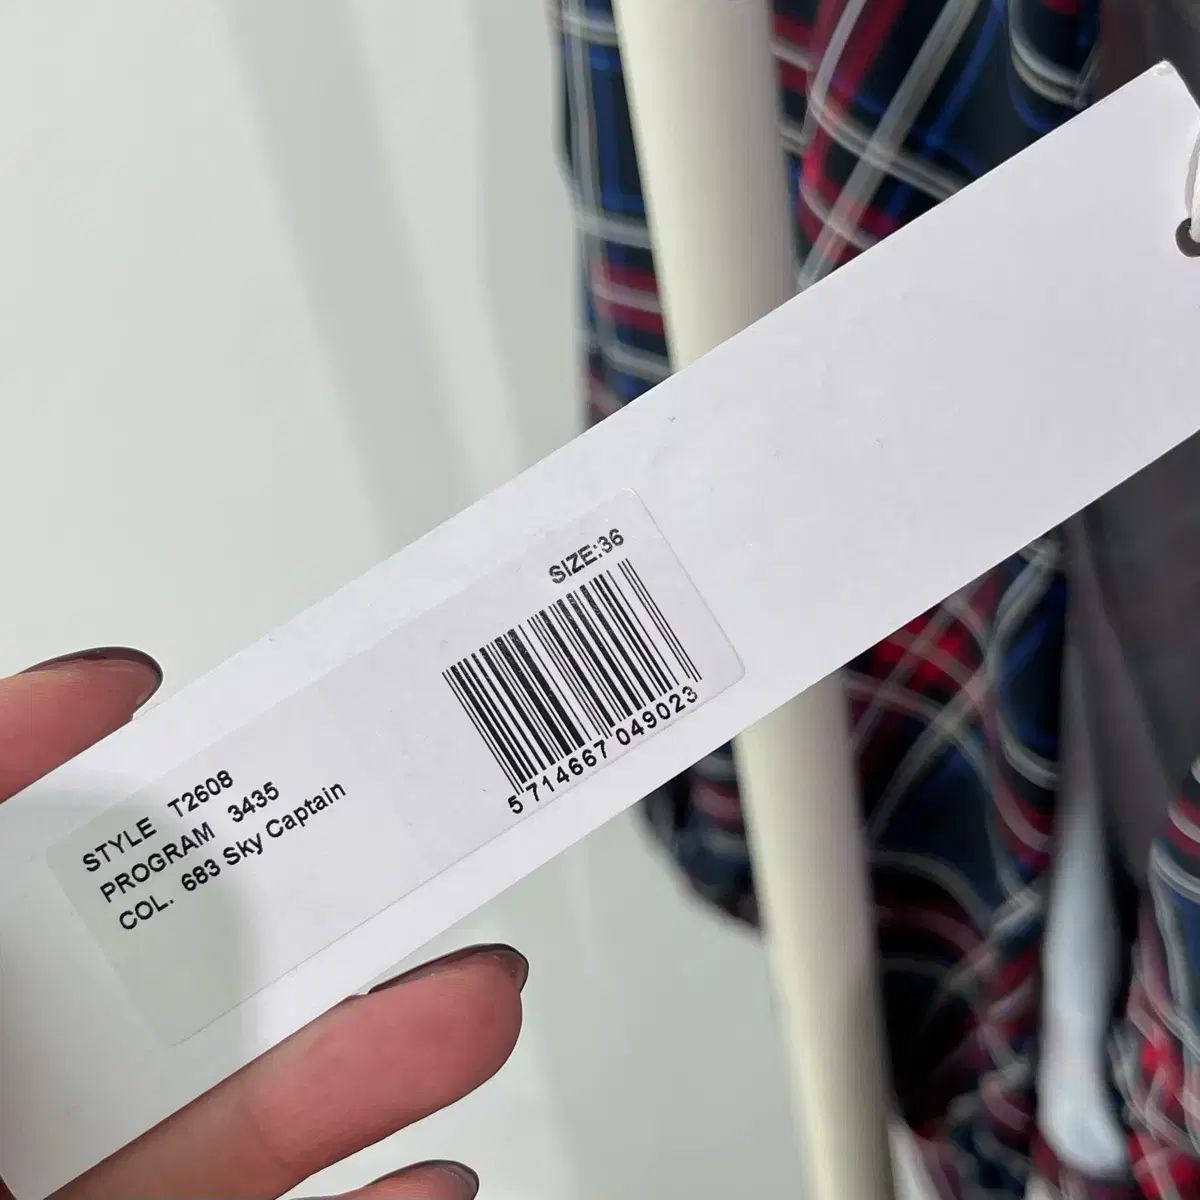 SIZE:36
5 714667 049023
STYLE T2608
PROGRAM 3435
COL. 683 Sky Captain